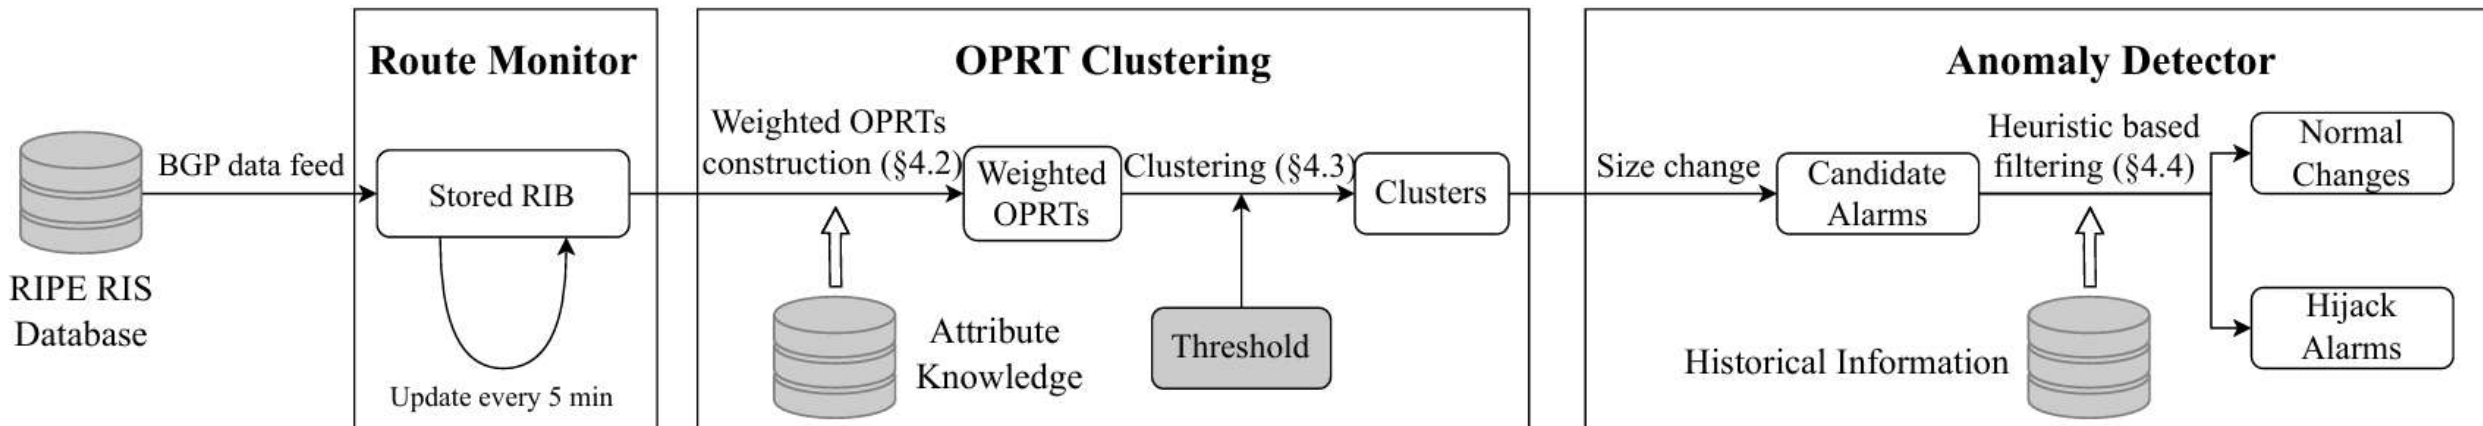 Route Monitor
OPRT Clustering
Anomaly Detector
RIPE RIS
Database
BGP data feed
Stored RIB
Update every 5 min
Weighted OPRTs
construction (§4.2)
Attribute
Knowledge
Weighted
OPRTs
Clustering (§4.3)
Threshold
Clusters
Size change
Candidate
Alarms
Heuristic based
filtering (§4.4)
Historical Information
Normal
Changes
Hijack
Alarms